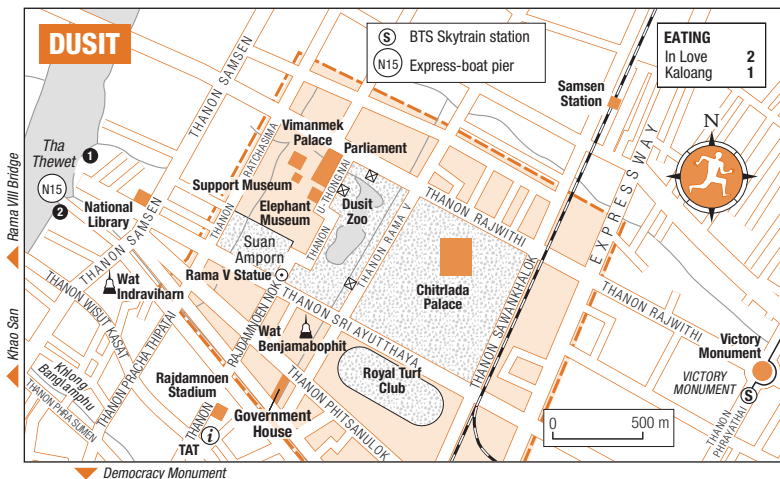 DUSIT
S BTS Skytrain station
N15 Express-boat pier
EATING
In Love 2
Kaloang 1
Samsen
Station
N
THANON SAMSEN
Tha
Thewet
1
N15
2
National
Library
THANON SAMSEN
Rama VIII Bridge
Khao San
Vimanmek
Palace
Parliament
Support Museum
Elephant
Museum
THANON RATCHASIMA
THANON U-THONG NAI
Dusit
Zoo
THANON RAMA V
THANON RAJWITHI
Suan
Amporn
Rama V Statue
Chitrlada
Palace
EXPRESSWAY
THANON SAWANKHALOK
THANON RAJWITHI
Wat
Indraviharn
THANON WISUT KASAT
THANON PRACHA THIPATAI
RAJDAMNOEN NOK
THANON
THANON SRI AYUTTHAYA
Wat
Benjamabophit
Royal Turf
Club
Victory
Monument
VICTORY
MONUMENT
S
THANON
PHRAYATHAI
Khlong
Banglamphu
THANON PHRA SUMEN
Rajdamnoen
Stadium
Government
House
THANON PHITSANULOK
i
TAT
0 500 m
Democracy Monument